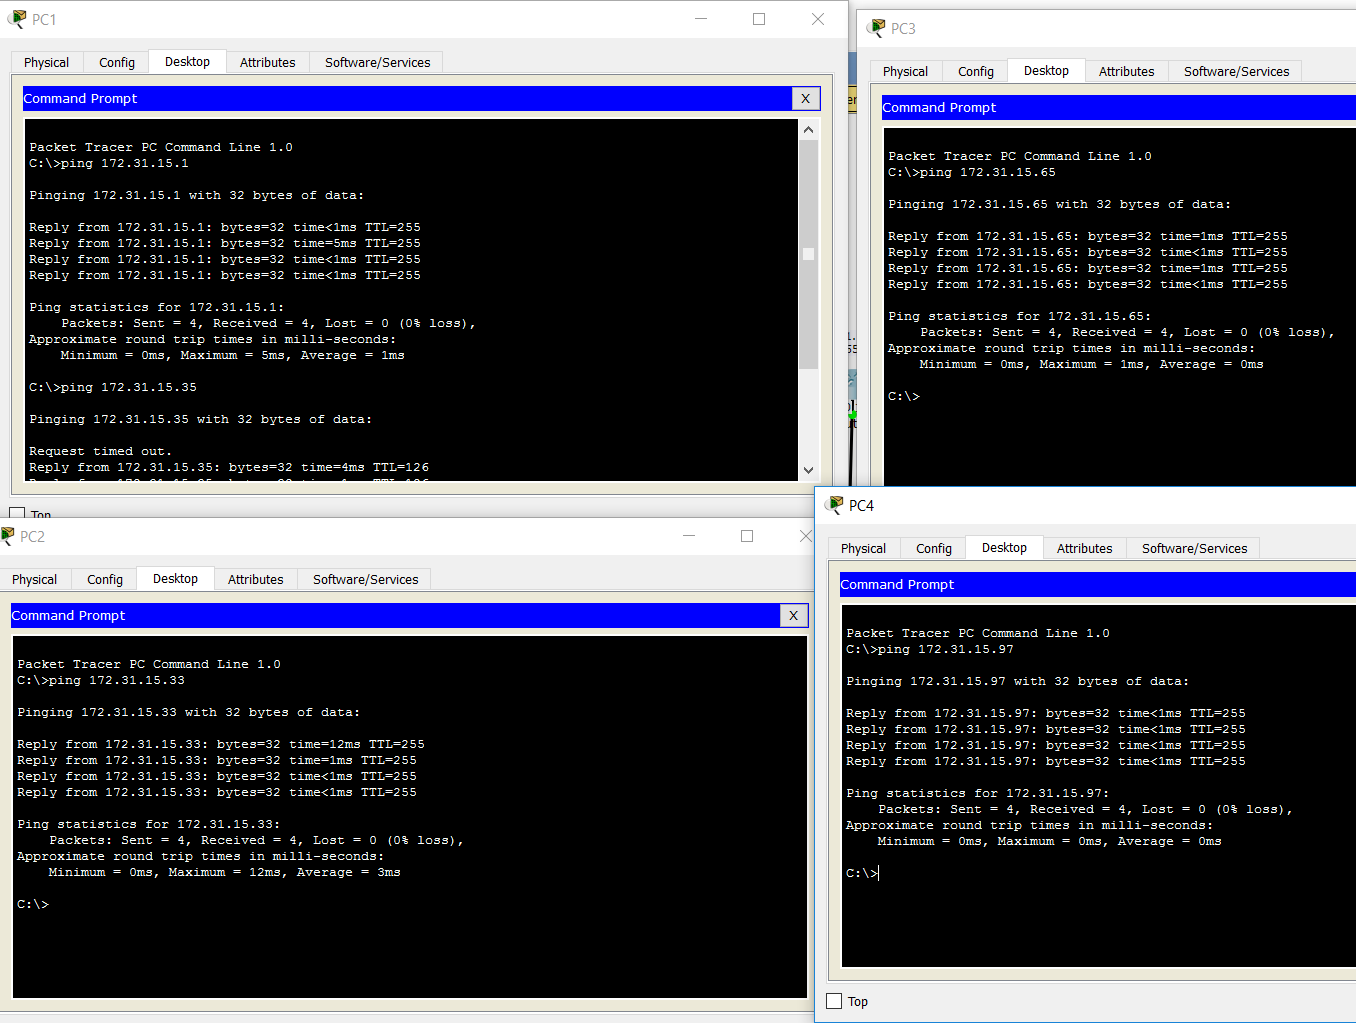 PC1
Physical Config Desktop Attributes Software/Services
Command Prompt X
Packet Tracer PC Command Line 1.0
C:\>ping 172.31.15.1
Pinging 172.31.15.1 with 32 bytes of data:
Reply from 172.31.15.1: bytes=32 time<1ms TTL=255
Reply from 172.31.15.1: bytes=32 time=5ms TTL=255
Reply from 172.31.15.1: bytes=32 time<1ms TTL=255
Reply from 172.31.15.1: bytes=32 time<1ms TTL=255
Ping statistics for 172.31.15.1:
Packets: Sent = 4, Received = 4, Lost = 0 (0% loss),
Approximate round trip times in milli-seconds:
Minimum = 0ms, Maximum = 5ms, Average = 1ms
C:\>ping 172.31.15.35
Pinging 172.31.15.35 with 32 bytes of data:
Request timed out.
Reply from 172.31.15.35: bytes=32 time=4ms TTL=126
Top
PC3
Physical Config Desktop Attributes Software/Services
Command Prompt
Packet Tracer PC Command Line 1.0
C:\>ping 172.31.15.65
Pinging 172.31.15.65 with 32 bytes of data:
Reply from 172.31.15.65: bytes=32 time=1ms TTL=255
Reply from 172.31.15.65: bytes=32 time<1ms TTL=255
Reply from 172.31.15.65: bytes=32 time=1ms TTL=255
Reply from 172.31.15.65: bytes=32 time<1ms TTL=255
Ping statistics for 172.31.15.65:
Packets: Sent = 4, Received = 4, Lost = 0 (0% loss),
Approximate round trip times in milli-seconds:
Minimum = 0ms, Maximum = 1ms, Average = 0ms
C:\>
PC2
Physical Config Desktop Attributes Software/Services
Command Prompt X
Packet Tracer PC Command Line 1.0
C:\>ping 172.31.15.33
Pinging 172.31.15.33 with 32 bytes of data:
Reply from 172.31.15.33: bytes=32 time=12ms TTL=255
Reply from 172.31.15.33: bytes=32 time=1ms TTL=255
Reply from 172.31.15.33: bytes=32 time<1ms TTL=255
Reply from 172.31.15.33: bytes=32 time<1ms TTL=255
Ping statistics for 172.31.15.33:
Packets: Sent = 4, Received = 4, Lost = 0 (0% loss),
Approximate round trip times in milli-seconds:
Minimum = 0ms, Maximum = 12ms, Average = 3ms
C:\>
PC4
Physical Config Desktop Attributes Software/Services
Command Prompt
Packet Tracer PC Command Line 1.0
C:\>ping 172.31.15.97
Pinging 172.31.15.97 with 32 bytes of data:
Reply from 172.31.15.97: bytes=32 time<1ms TTL=255
Reply from 172.31.15.97: bytes=32 time<1ms TTL=255
Reply from 172.31.15.97: bytes=32 time<1ms TTL=255
Reply from 172.31.15.97: bytes=32 time<1ms TTL=255
Ping statistics for 172.31.15.97:
Packets: Sent = 4, Received = 4, Lost = 0 (0% loss),
Approximate round trip times in milli-seconds:
Minimum = 0ms, Maximum = 0ms, Average = 0ms
C:\>
Top